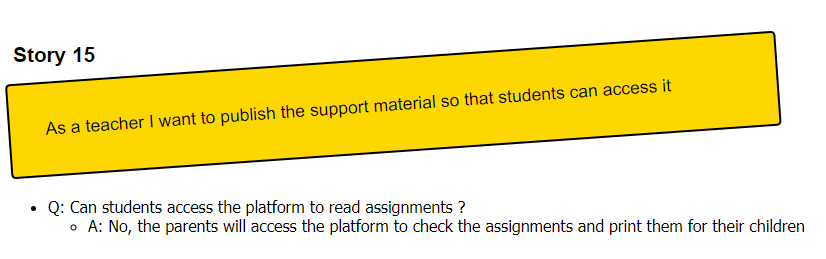 Story 15
As a teacher I want to publish the support material so that students can access it
• Q: Can students access the platform to read assignments ?
◦ A: No, the parents will access the platform to check the assignments and print them for their children